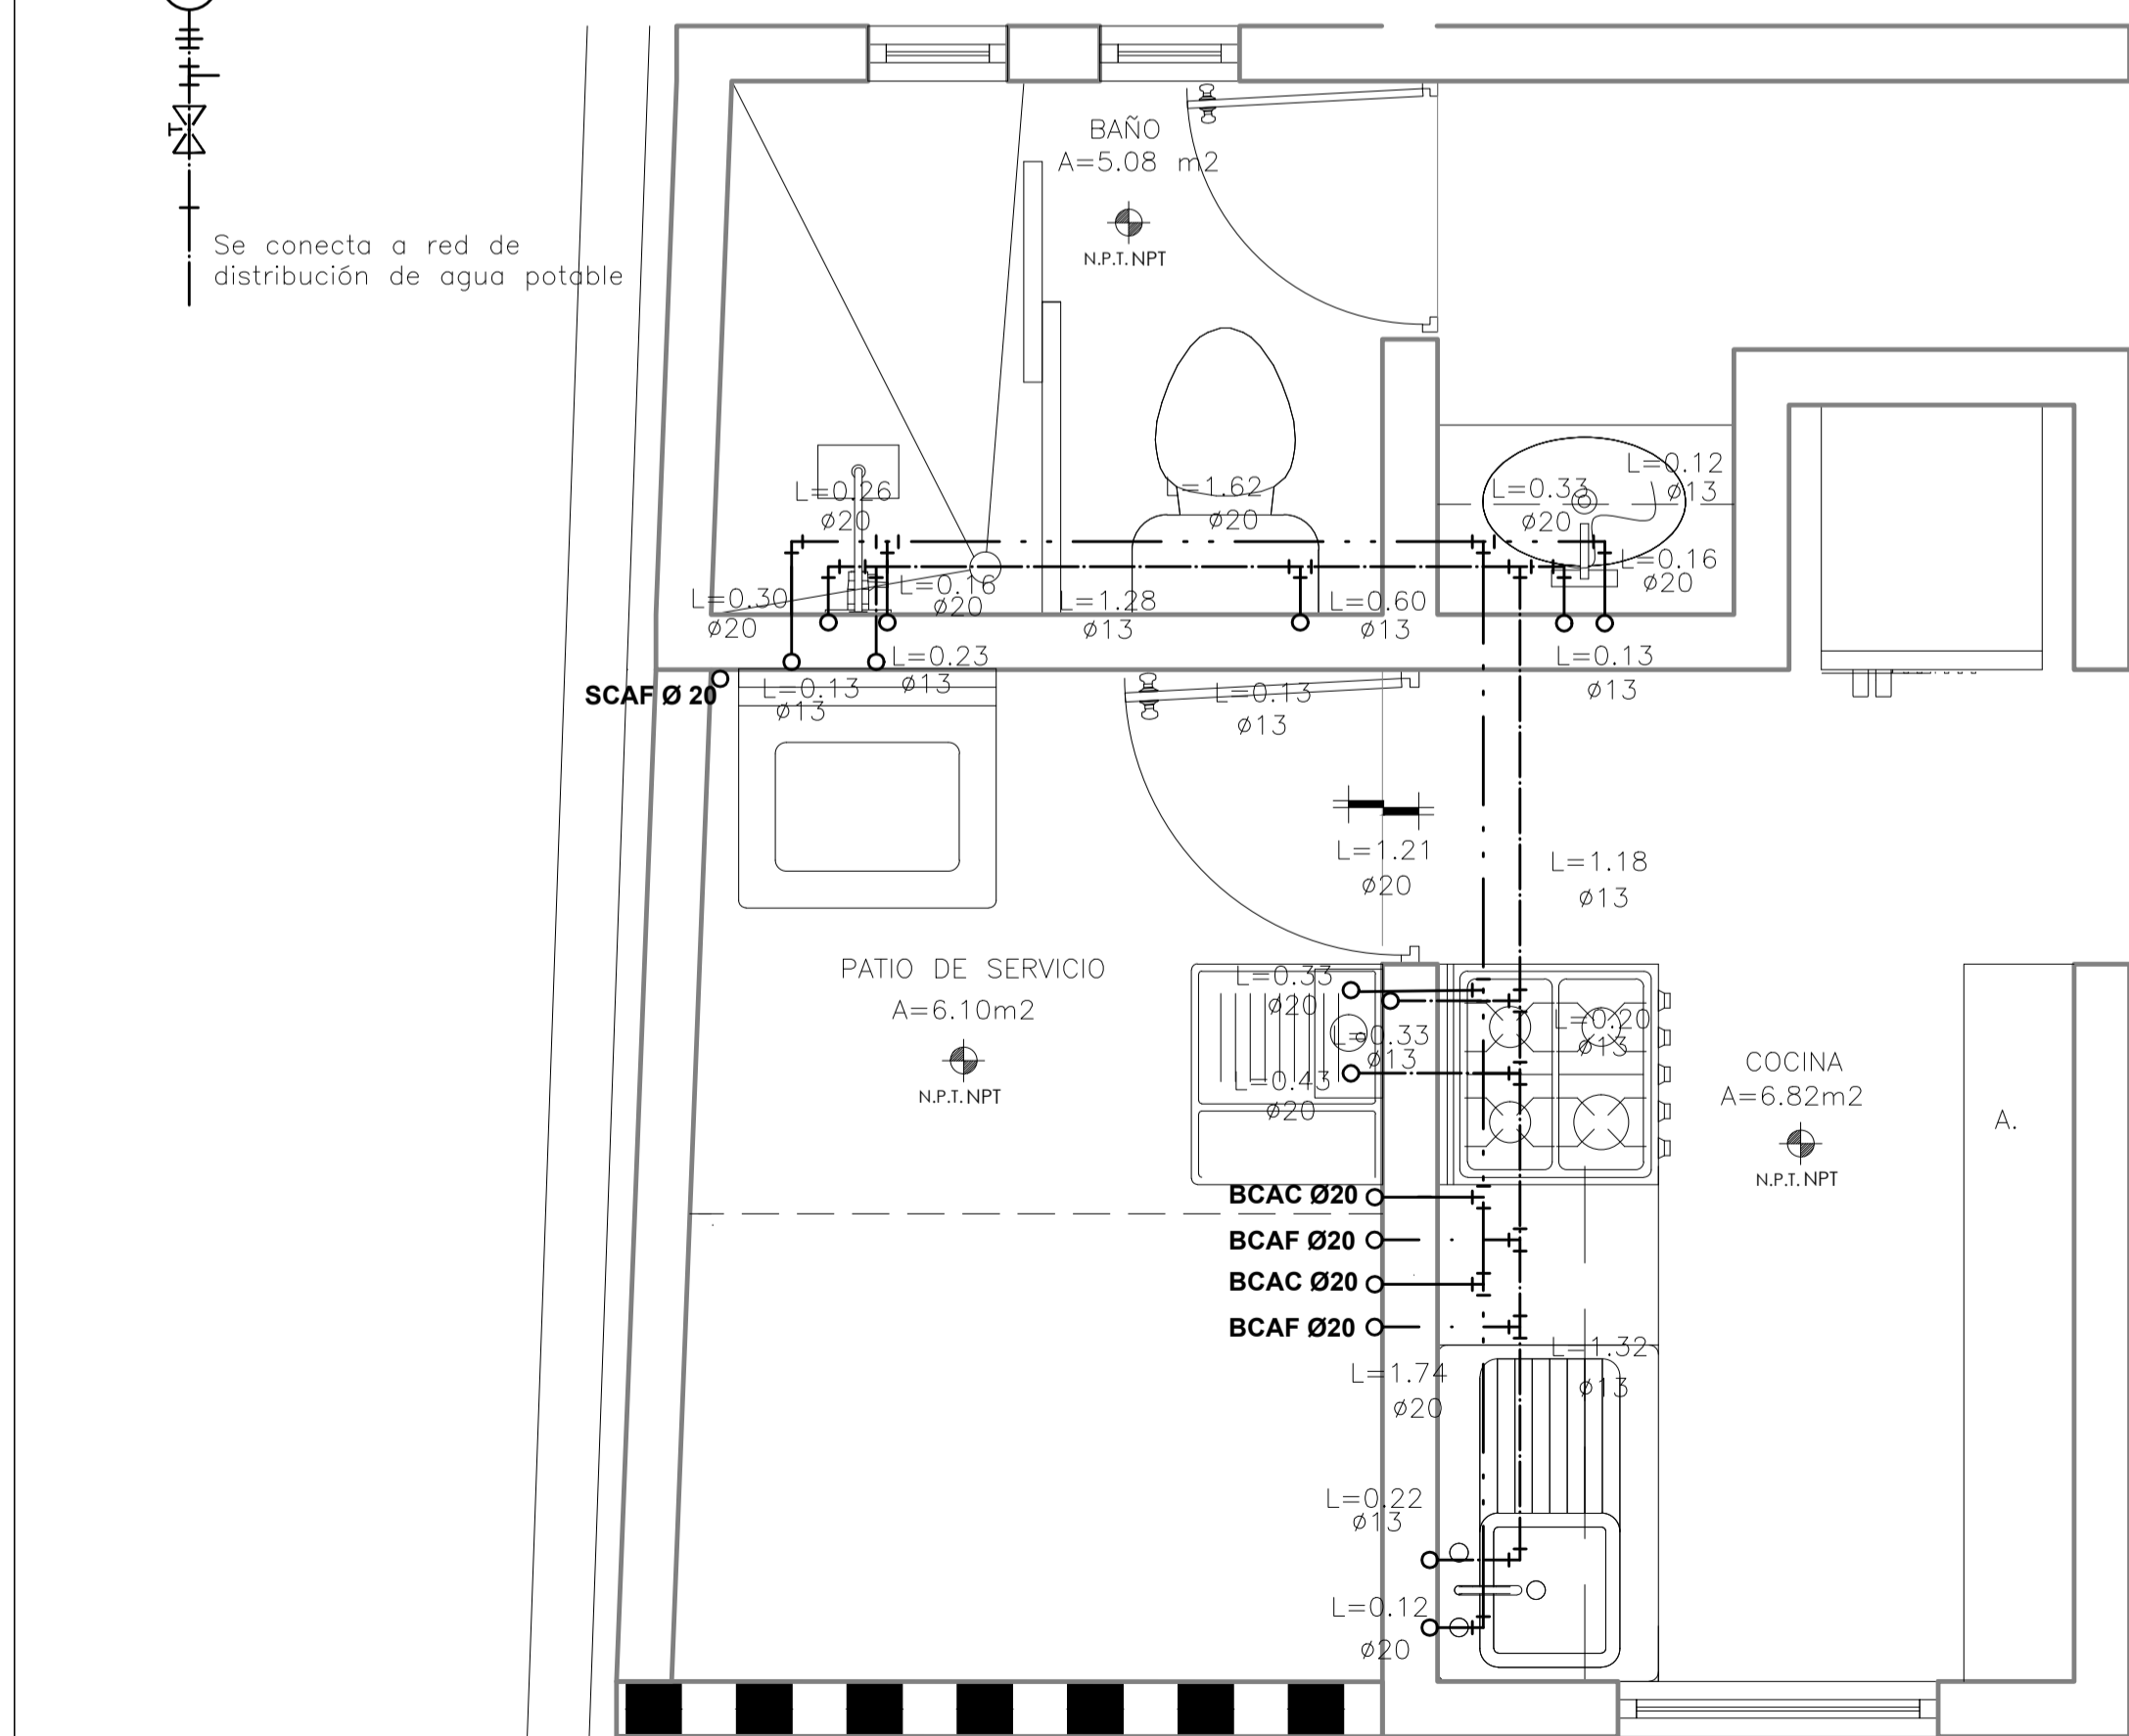 BAÑO
A=5.08 m2
N.P.T. NPT
Se conecta a red de
distribución de agua potable
L=0.26
ø20
L=1.62
ø20
L=0.33
ø20
L=0.12
ø13
L=0.16
ø20
L=0.30
ø20
L=0.16
ø20
L=1.28
ø13
L=0.60
ø13
L=0.23
ø13
L=0.13
ø13
SCAF Ø 20
L=0.13
ø13
L=0.13
ø13
L=1.21
ø20
L=1.18
ø13
PATIO DE SERVICIO
A=6.10m2
N.P.T. NPT
L=0.33
ø20
L=0.33
ø13
L=0.43
ø20
L=0.20
ø13
COCINA
A=6.82m2
N.P.T. NPT
A.
BCAC Ø20
BCAF Ø20
BCAC Ø20
BCAF Ø20
L=1.74
ø20
L=1.32
ø13
L=0.22
ø13
L=0.12
ø20